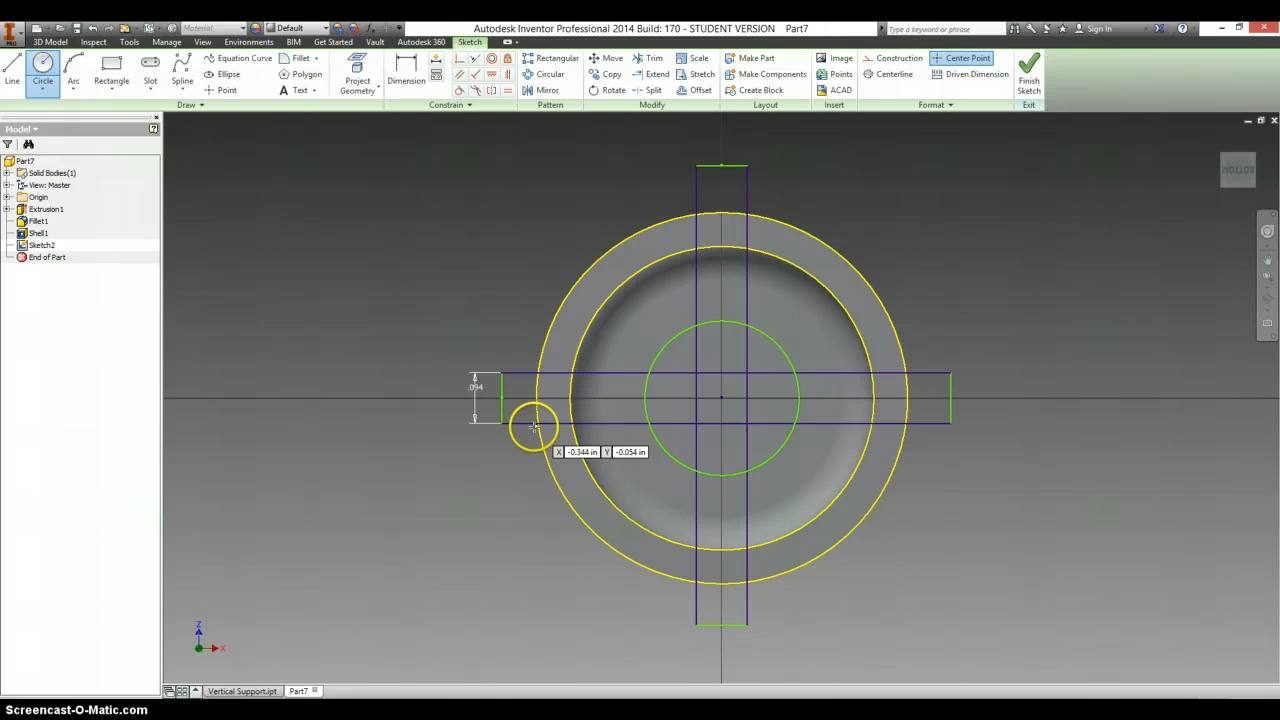 PRO
Material
Default
Autodesk Inventor Professional 2014 Build: 170 - STUDENT VERSION Part7
Type a keyword or phrase
Sign In
3D Model Inspect Tools Manage View Environments BIM Get Started Vault Autodesk 360 Sketch
Line Circle Arc Rectangle Slot Spline
Equation Curve Fillet
Ellipse Polygon
Point Text
Project Geometry
Dimension
Rectangular
Circular
Mirror
Move Trim Scale
Copy Extend Stretch
Rotate Split Offset
Make Part
Make Components
Create Block
Image
Points
ACAD
Construction Center Point
Centerline Driven Dimension
Finish Sketch
Draw Constrain Pattern Modify Layout Insert Format Exit
Model
Part7
Solid Bodies(1)
View: Master
Origin
Extrusion1
Fillet1
Shell1
Sketch2
End of Part
BOTTOM
.094
X -0.344 in Y -0.054 in
Z
X
Vertical Support.ipt Part7
Screencast-O-Matic.com